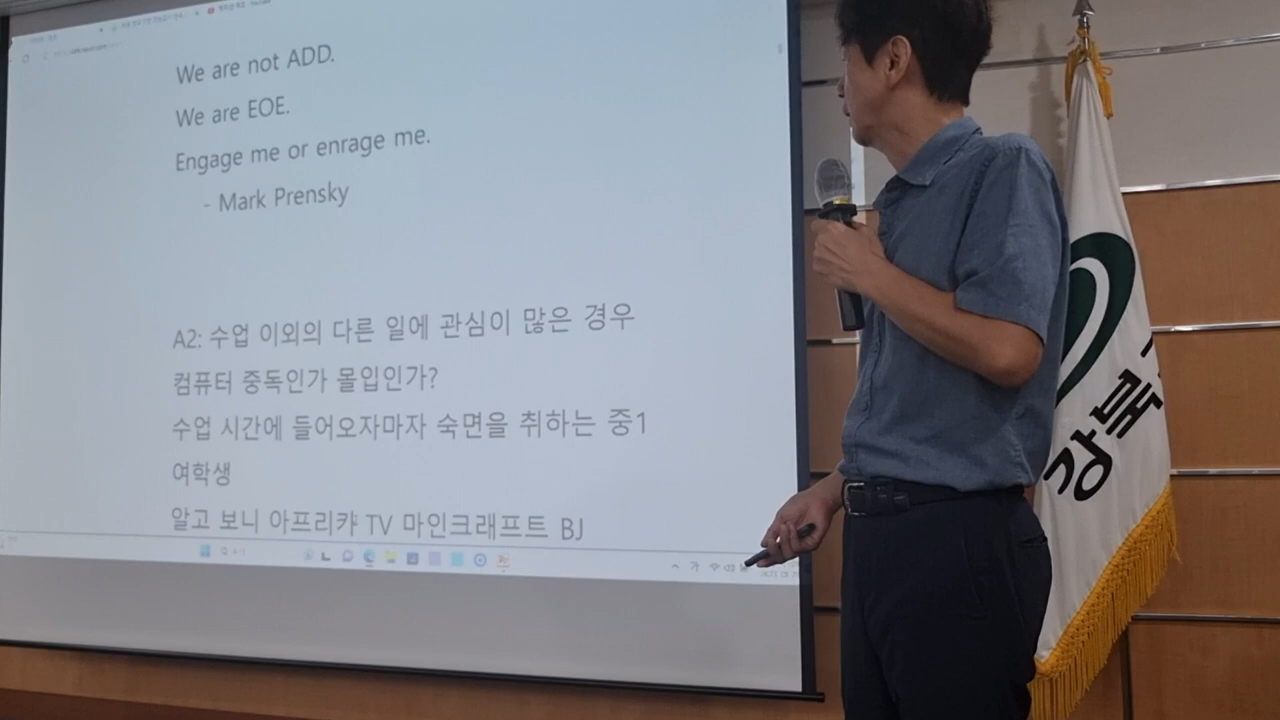 We are not ADD.
We are EOE.
Engage me or enrage me.
- Mark Prensky
A2: 수업 이외의 다른 일에 관심이 많은 경우
컴퓨터 중독인가 몰입인가?
수업 시간에 들어오자마자 숙면을 취하는 중1
여학생
알고 보니 아프리캬 TV 마인크래프트 BJ
가
강북